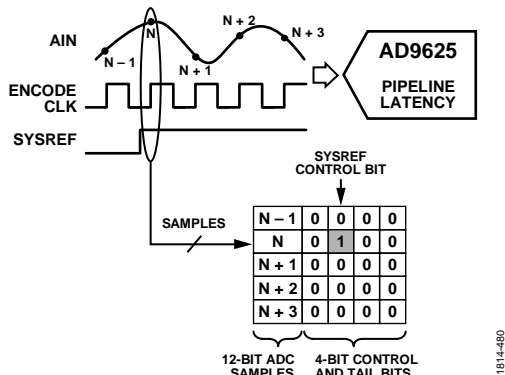 AIN
N – 1
N
N + 1
N + 2
N + 3
AD9625
PIPELINE
LATENCY
ENCODE
CLK
SYSREF
SYSREF
CONTROL BIT
SAMPLES
N – 1 0 0 0 0
N 0 1 0 0
N + 1 0 0 0 0
N + 2 0 0 0 0
N + 3 0 0 0 0
12-BIT ADC
SAMPLES
4-BIT CONTROL
AND TAIL BITS
1814-480